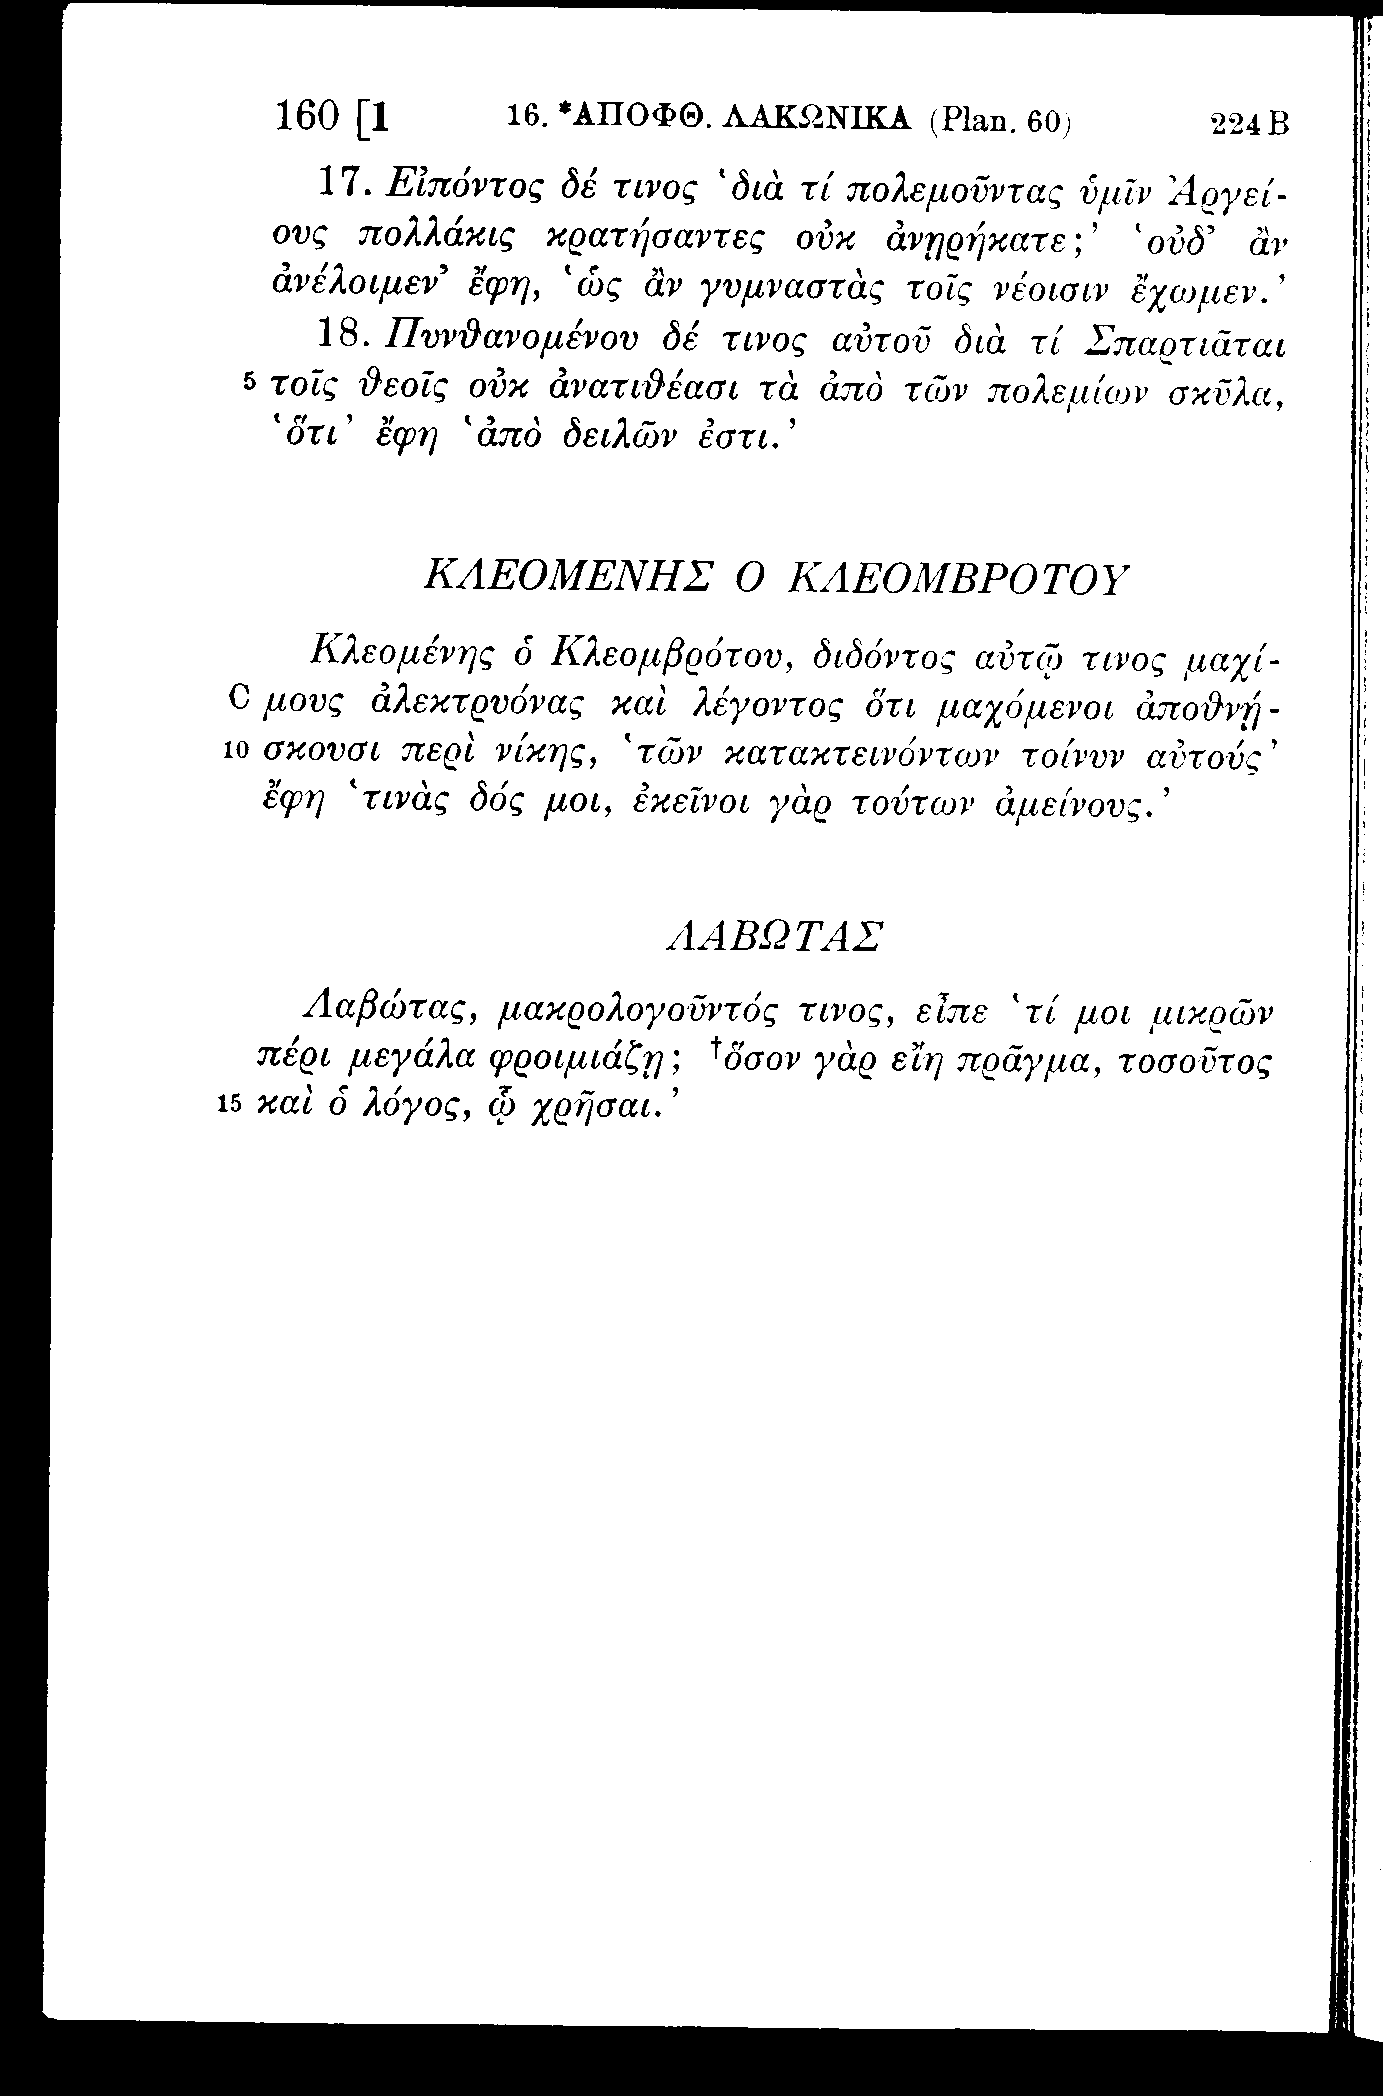 160 [1 16. *ΑΠΟΦΘ. ΛΑΚΩΝΙΚΑ (Plan. 60) 224 B
17. Εἰπόντος δέ τινος ‘διὰ τί πολεμοῦντας ὑμῖν Ἀργεί-
ους πολλάκις κρατήσαντες οὐκ ἀνῃρήκατε;’ ‘οὐδ’ ἂν
ἀνέλοιμεν’ ἔφη, ‘ὡς ἂν γυμναστὰς τοῖς νέοισιν ἔχωμεν.’
18. Πυνθανομένου δέ τινος αὐτοῦ διὰ τί Σπαρτιᾶται
5 τοῖς θεοῖς οὐκ ἀνατιθέασι τὰ ἀπὸ τῶν πολεμίων σκῦλα,
‘ὅτι’ ἔφη ‘ἀπὸ δειλῶν ἐστι.’
ΚΛΕΟΜΕΝΗΣ Ο ΚΛΕΟΜΒΡΟΤΟΥ
Κλεομένης ὁ Κλεομβρότου, διδόντος αὐτῷ τινος μαχί-
C μους ἀλεκτρυόνας καὶ λέγοντος ὅτι μαχόμενοι ἀποθνῄ-
10 σκουσι περὶ νίκης, ‘τῶν κατακτεινόντων τοίνυν αὐτούς’
ἔφη ‘τινὰς δός μοι, ἐκεῖνοι γὰρ τούτων ἀμείνους.’
ΛΑΒΩΤΑΣ
Λαβώτας, μακρολογοῦντός τινος, εἶπε ‘τί μοι μικρῶν
πέρι μεγάλα φροιμιάζῃ; †ὅσον γὰρ εἴη πρᾶγμα, τοσοῦτος
15 καὶ ὁ λόγος, ᾧ χρῆσαι.’